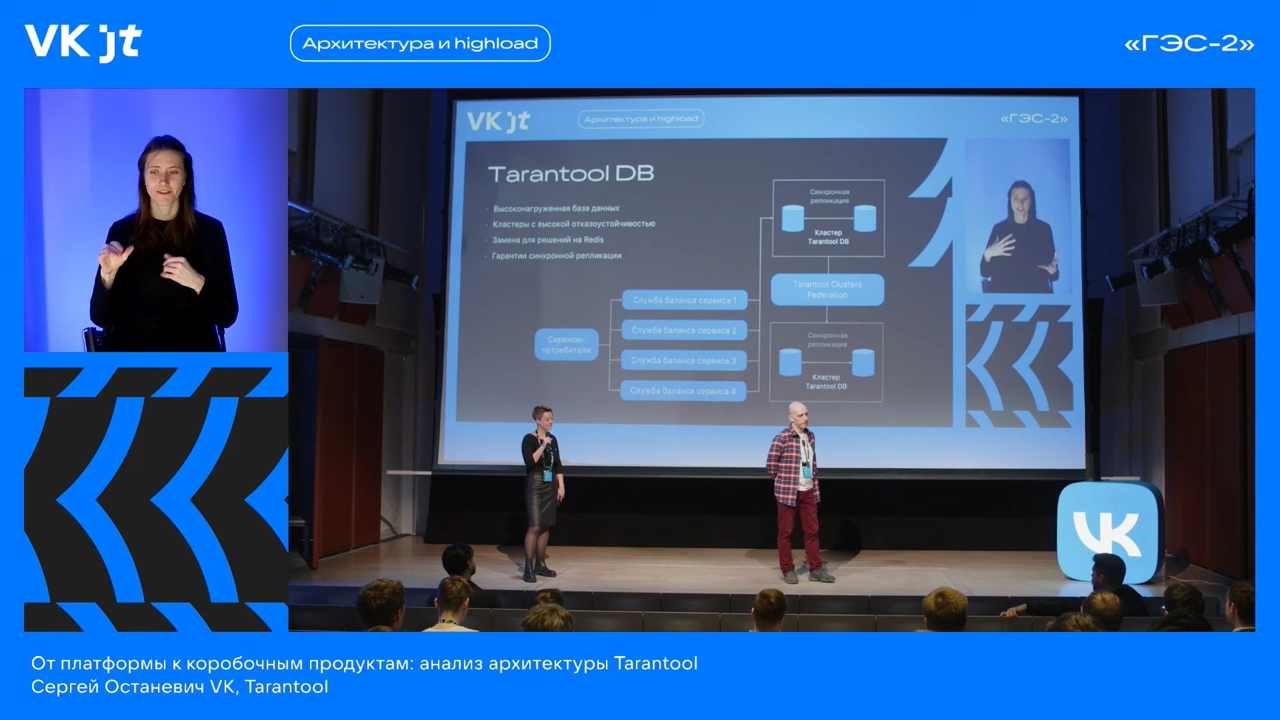 VK jt
Архитектура и highload
«ГЭС-2»
VK jt
Архитектура и highload
«ГЭС-2»
Tarantool DB
· Высоконагруженная база данных
· Кластеры с высокой отказоустойчивостью
· Замена для решений на Redis
· Гарантии синхронной репликации
Синхронная
репликация
Кластер
Tarantool DB
Tarantool Clusters
Federation
Служба баланса сервиса 1
Служба баланса сервиса 2
Служба баланса сервиса 3
Служба баланса сервиса 4
Сервисы-
потребители
Синхронная
репликация
Кластер
Tarantool DB
VK
От платформы к коробочным продуктам: анализ архитектуры Tarantool
Сергей Останевич VK, Tarantool